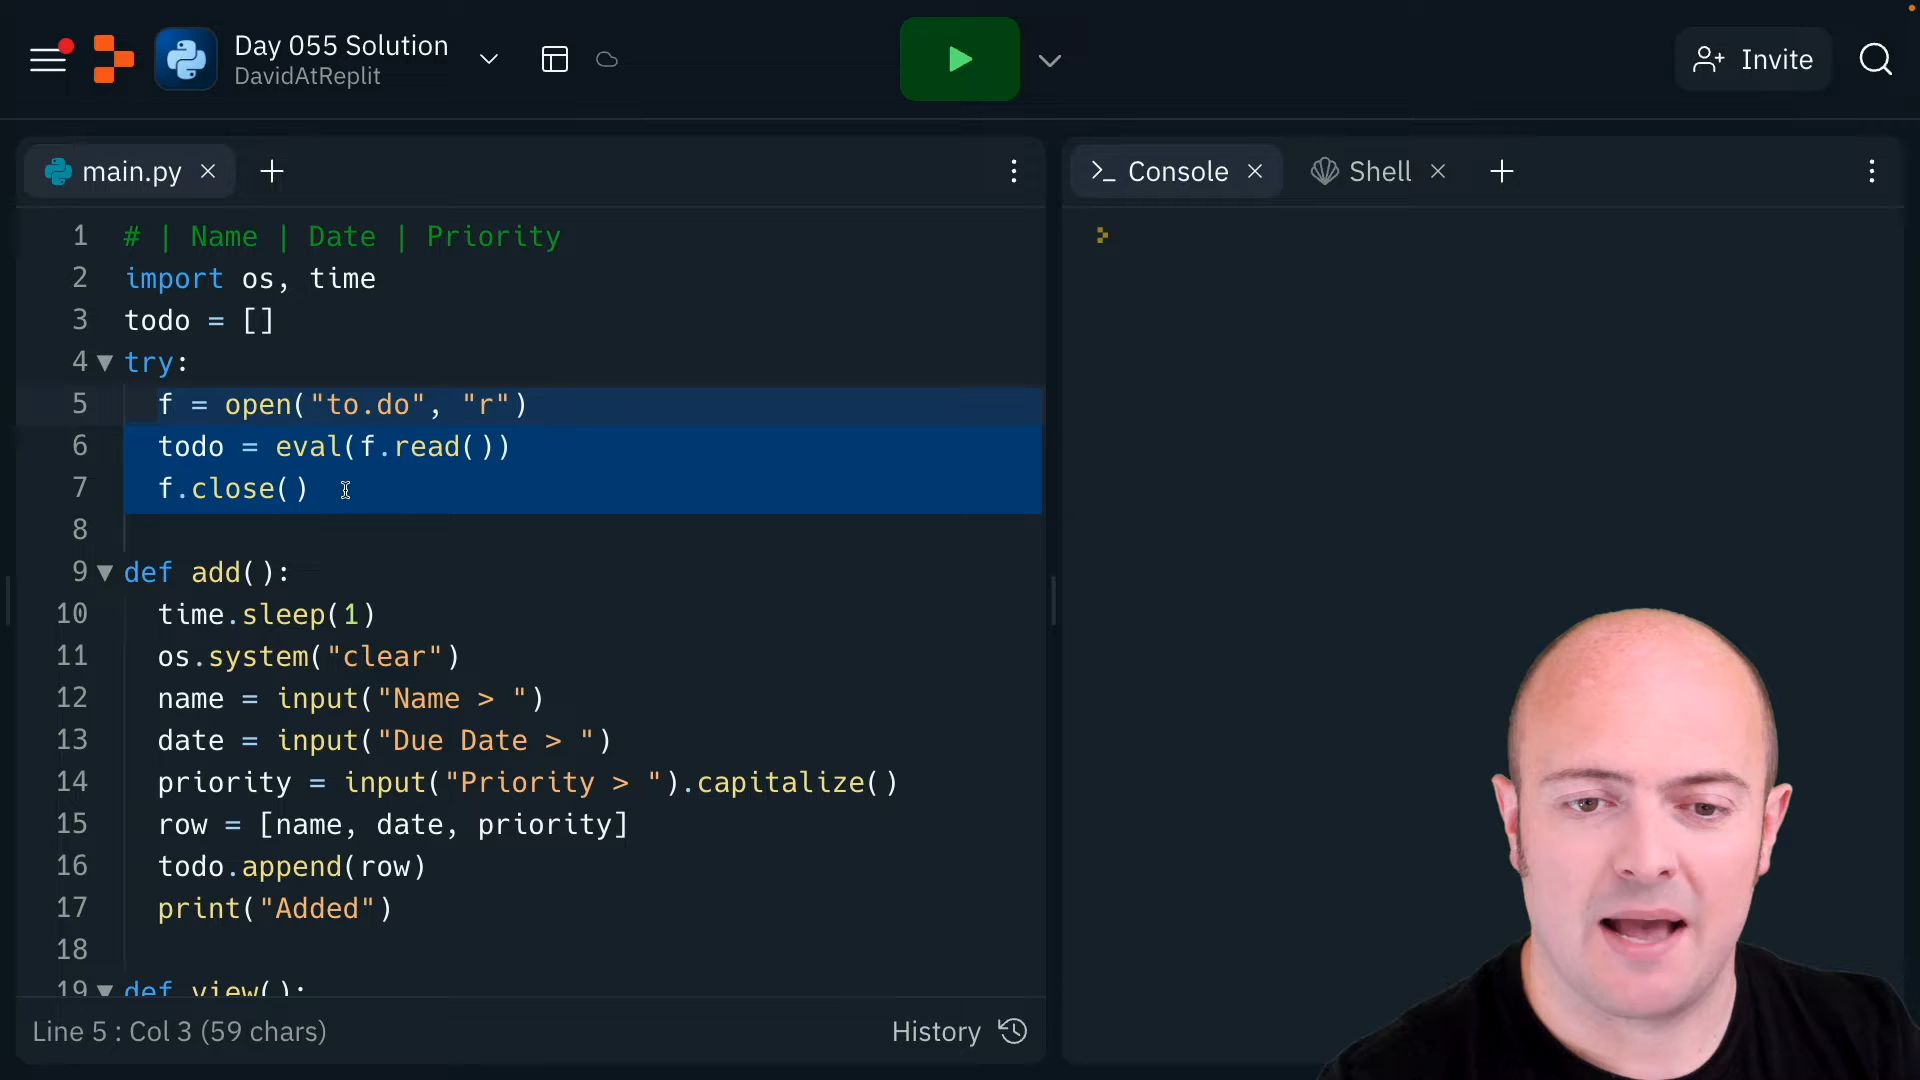 Day 055 Solution
DavidAtReplit
Invite
main.py
Console
Shell
1 # | Name | Date | Priority
2 import os, time
3 todo = []
4 try:
5 f = open("to.do", "r")
6 todo = eval(f.read())
7 f.close()
8
9 def add():
10 time.sleep(1)
11 os.system("clear")
12 name = input("Name > ")
13 date = input("Due Date > ")
14 priority = input("Priority > ").capitalize()
15 row = [name, date, priority]
16 todo.append(row)
17 print("Added")
18
19 def view():
Line 5 : Col 3 (59 chars)
History